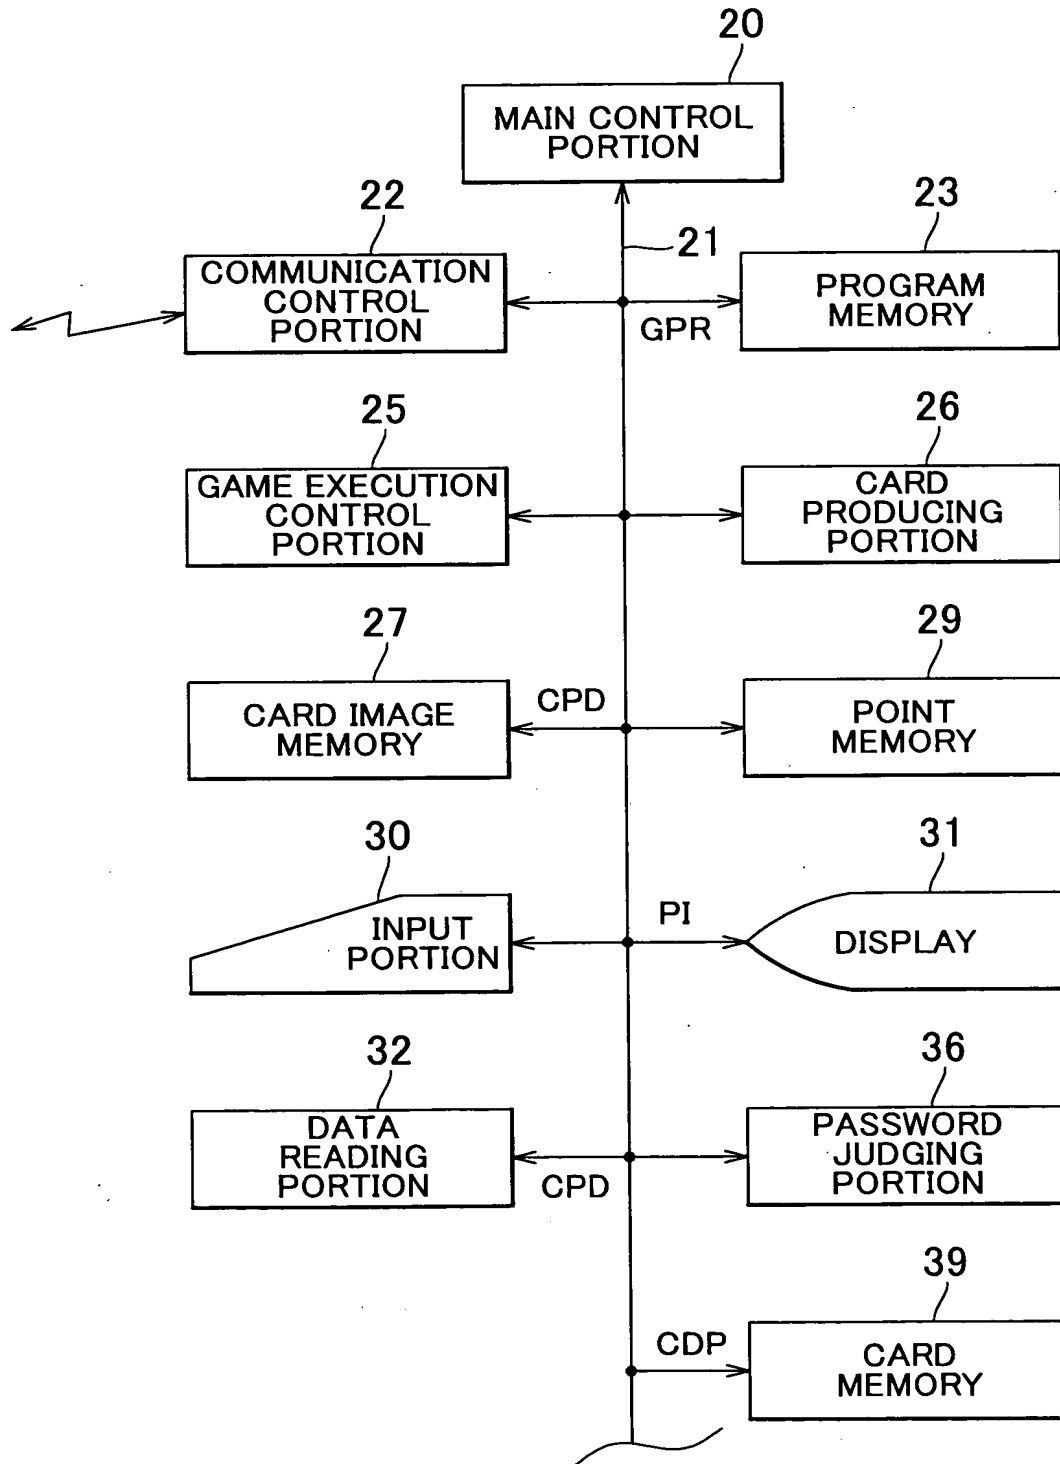 20
MAIN CONTROL
PORTION
22
21
23
COMMUNICATION
CONTROL
PORTION
PROGRAM
MEMORY
GPR
25
26
GAME EXECUTION
CONTROL
PORTION
CARD
PRODUCING
PORTION
27
29
CPD
CARD IMAGE
MEMORY
POINT
MEMORY
30
31
INPUT
PORTION
PI
DISPLAY
32
36
DATA
READING
PORTION
CPD
PASSWORD
JUDGING
PORTION
39
CDP
CARD
MEMORY